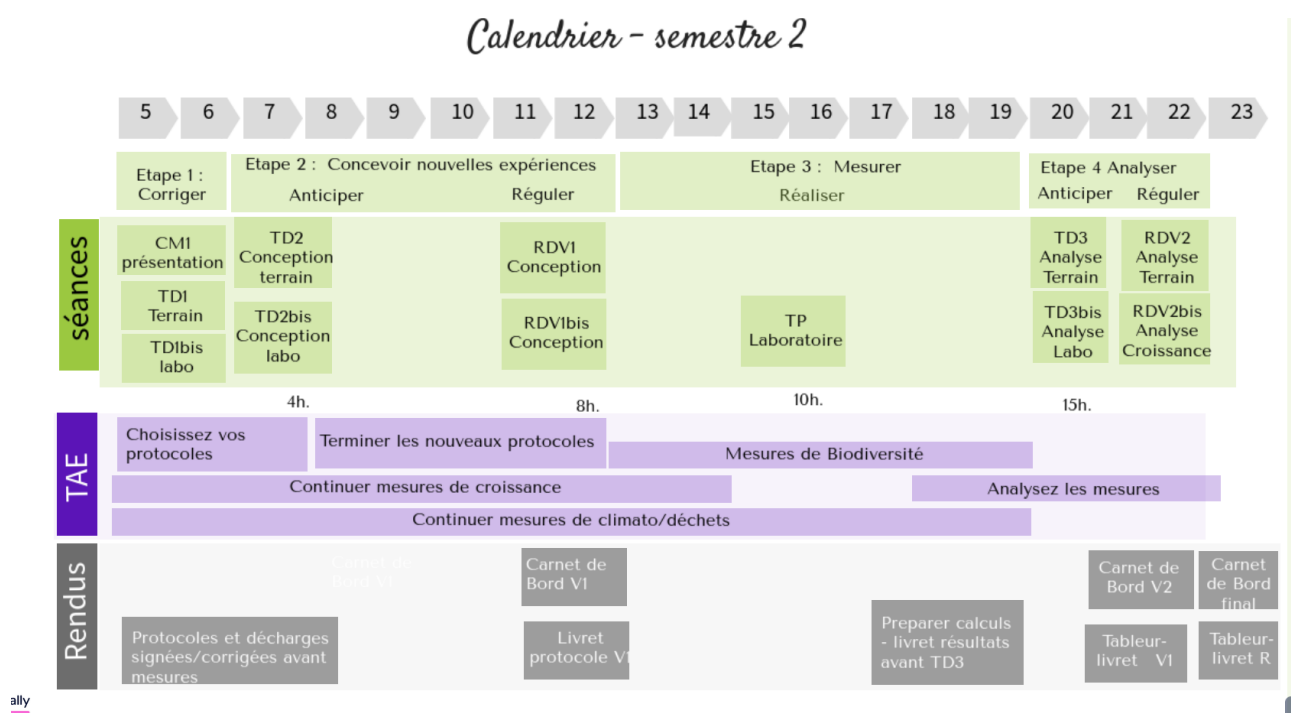 Calendrier - semestre 2
5 6 7 8 9 10 11 12 13 14 15 16 17 18 19 20 21 22 23
Etape 1 :
Corriger
Etape 2 : Concevoir nouvelles expériences
Anticiper Réguler
Etape 3 : Mesurer
Réaliser
Etape 4 Analyser
Anticiper Réguler
séances
CM1
présentation
TD1
Terrain
TD1bis
labo
TD2
Conception
terrain
TD2bis
Conception
labo
RDV1
Conception
RDV1bis
Conception
TP
Laboratoire
TD3
Analyse
Terrain
TD3bis
Analyse
Labo
RDV2
Analyse
Terrain
RDV2bis
Analyse
Croissance
4h. 8h. 10h. 15h.
TAE
Choisissez vos
protocoles
Terminer les nouveaux protocoles
Mesures de Biodiversité
Continuer mesures de croissance
Analysez les mesures
Continuer mesures de climato/déchets
Rendus
Carnet de
Bord V1
Carnet de
Bord V1
Protocoles et décharges
signées/corrigées avant
mesures
Livret
protocole V1
Preparer calculs
- livret résultats
avant TD3
Carnet de
Bord V2
Carnet
de Bord
final
Tableur-
livret V1
Tableur-
livret R
ally